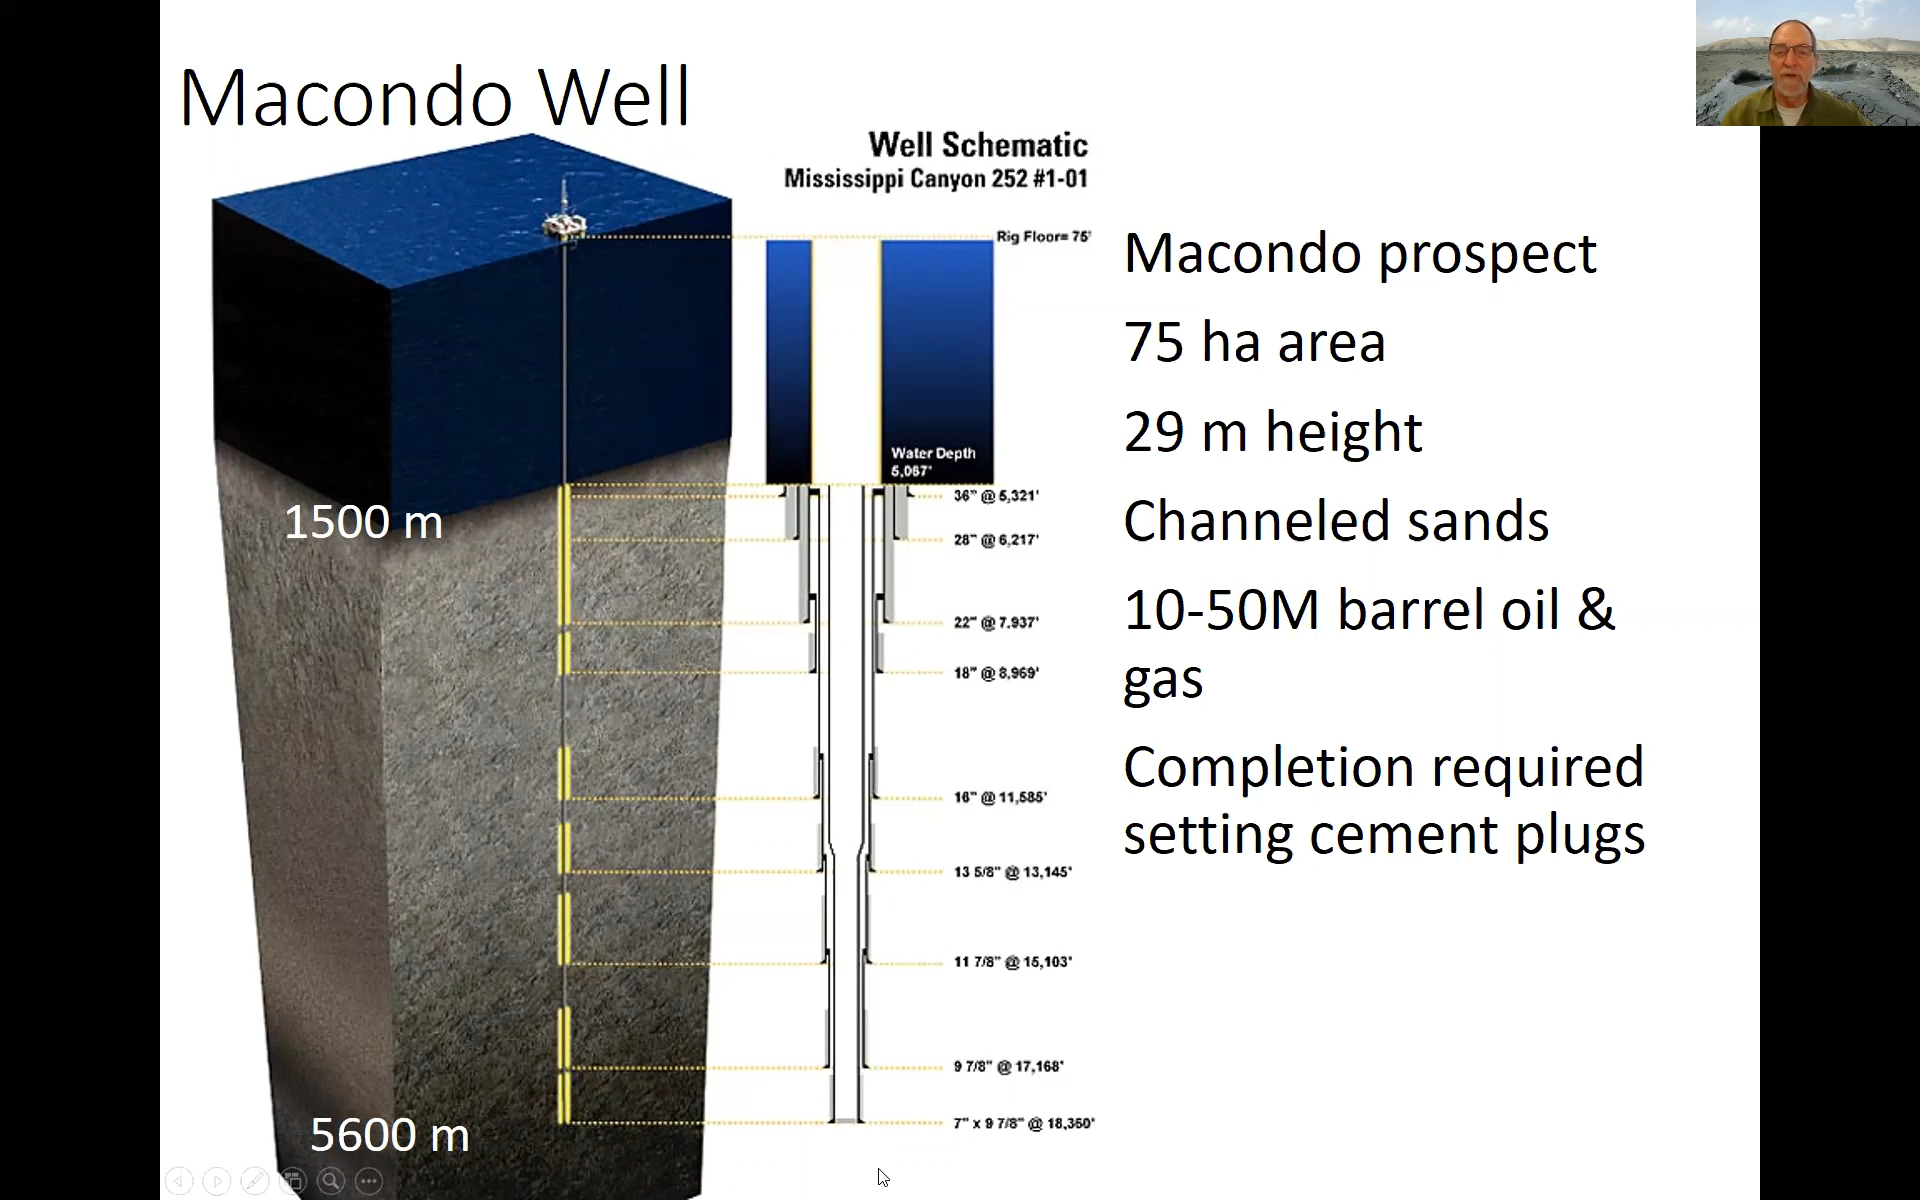 Macondo Well
Well Schematic
Mississippi Canyon 252 #1-01
Rig Floor= 75'
Water Depth
5,067'
1500 m
36" @ 5,321'
28" @ 6,217'
22" @ 7,937'
18" @ 8,969'
16" @ 11,585'
13 5/8" @ 13,145'
11 7/8" @ 15,103'
9 7/8" @ 17,168'
7" x 9 7/8" @ 18,360'
5600 m
Macondo prospect
75 ha area
29 m height
Channeled sands
10-50M barrel oil &
gas
Completion required
setting cement plugs